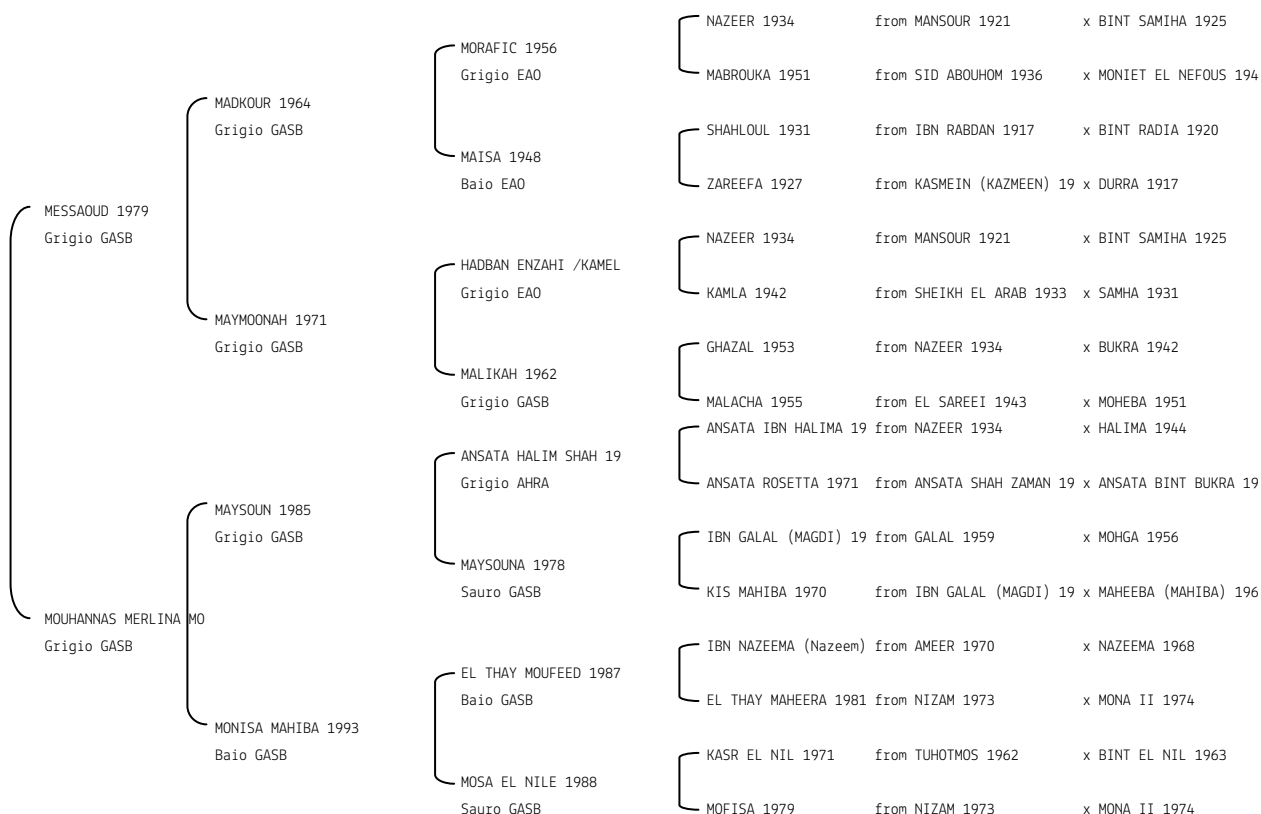 NAZEER 1934 from MANSOUR 1921 x BINT SAMIHA 1925
MORAFIC 1956
Grigio EAO
MABROUKA 1951 from SID ABOUHOM 1936 x MONIET EL NEFOUS 194
MADKOUR 1964
Grigio GASB
SHAHLOUL 1931 from IBN RABDAN 1917 x BINT RADIA 1920
MAISA 1948
Baio EAO
ZAREEFA 1927 from KASMEIN (KAZMEEN) 19 x DURRA 1917
MESSAOUD 1979
Grigio GASB
NAZEER 1934 from MANSOUR 1921 x BINT SAMIHA 1925
HADBAN ENZAHI /KAMEL
Grigio EAO
KAMLA 1942 from SHEIKH EL ARAB 1933 x SAMHA 1931
MAYMOONAH 1971
Grigio GASB
GHAZAL 1953 from NAZEER 1934 x BUKRA 1942
MALIKAH 1962
Grigio GASB
MALACHA 1955 from EL SAREEI 1943 x MOHEBA 1951
ANSATA IBN HALIMA 19 from NAZEER 1934 x HALIMA 1944
ANSATA HALIM SHAH 19
Grigio AHRA
ANSATA ROSETTA 1971 from ANSATA SHAH ZAMAN 19 x ANSATA BINT BUKRA 19
MAYSOUN 1985
Grigio GASB
IBN GALAL (MAGDI) 19 from GALAL 1959 x MOHGA 1956
MAYSOUNA 1978
Sauro GASB
KIS MAHIBA 1970 from IBN GALAL (MAGDI) 19 x MAHEEBA (MAHIBA) 196
MOUHANNAS MERLINA MO
Grigio GASB
IBN NAZEEMA (Nazeem) from AMEER 1970 x NAZEEMA 1968
EL THAY MOUFEED 1987
Baio GASB
EL THAY MAHEERA 1981 from NIZAM 1973 x MONA II 1974
MONISA MAHIBA 1993
Baio GASB
KASR EL NIL 1971 from TUHOTMOS 1962 x BINT EL NIL 1963
MOSA EL NILE 1988
Sauro GASB
MOFISA 1979 from NIZAM 1973 x MONA II 1974